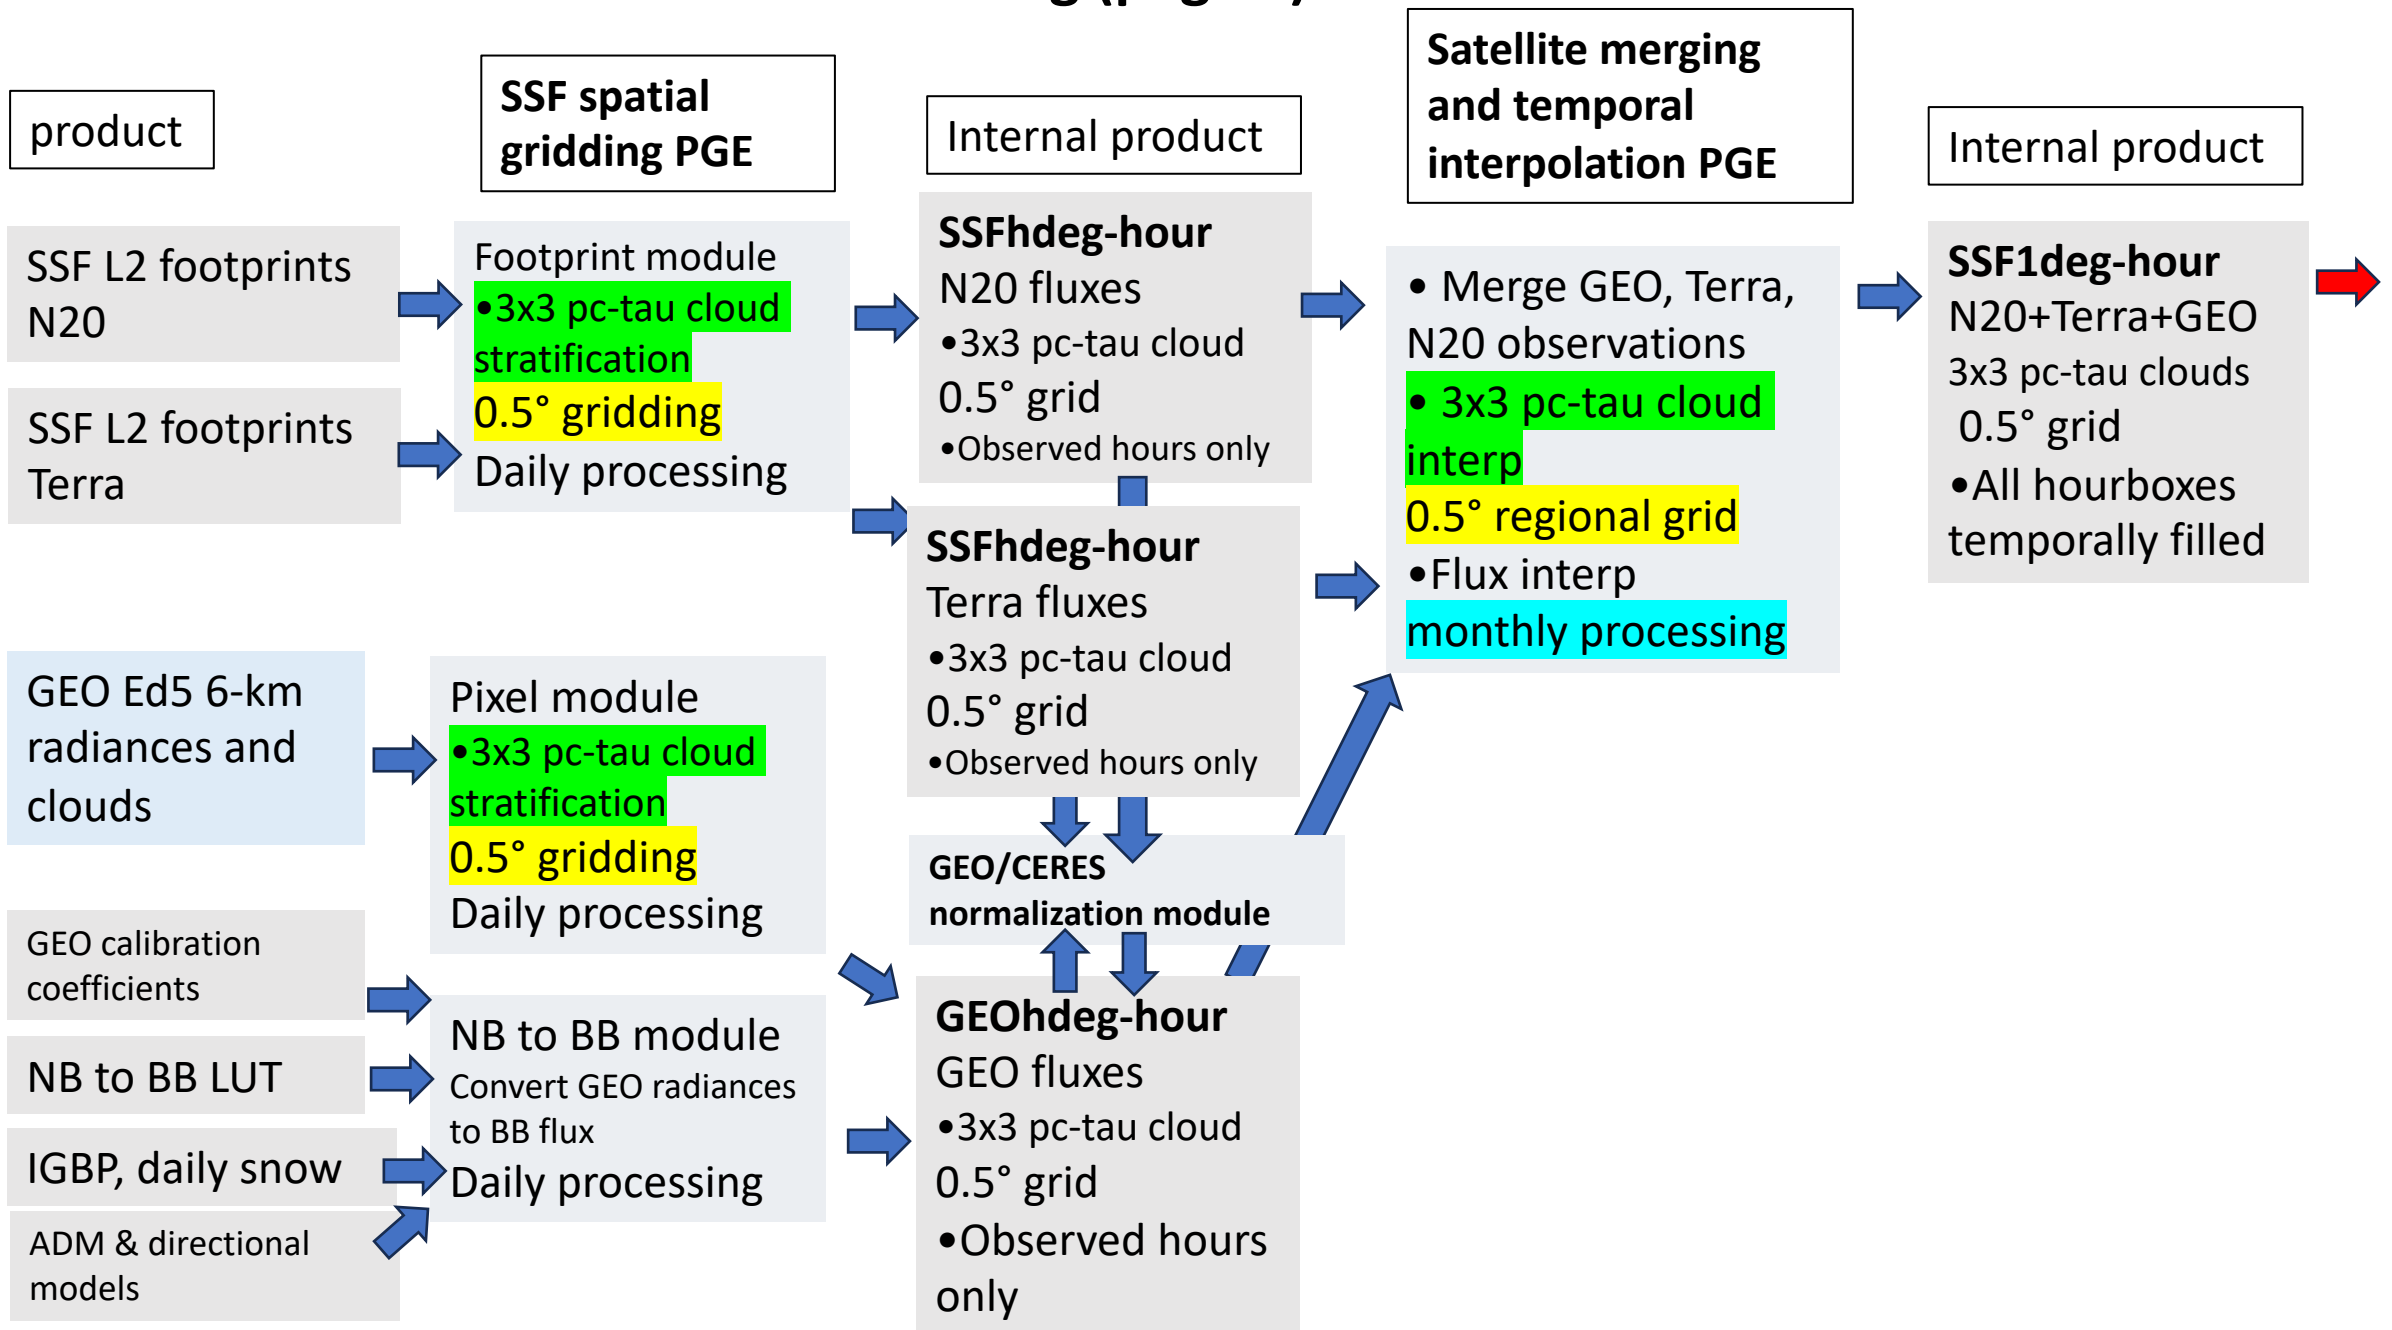 product
SSF spatial
gridding PGE
Internal product
Satellite merging
and temporal
interpolation PGE
Internal product
SSF L2 footprints
N20
SSF L2 footprints
Terra
Footprint module
•3x3 pc-tau cloud
stratification
0.5° gridding
Daily processing
SSFhdeg-hour
N20 fluxes
•3x3 pc-tau cloud
0.5° grid
•Observed hours only
SSFhdeg-hour
Terra fluxes
•3x3 pc-tau cloud
0.5° grid
•Observed hours only
• Merge GEO, Terra,
N20 observations
• 3x3 pc-tau cloud
interp
0.5° regional grid
•Flux interp
monthly processing
SSF1deg-hour
N20+Terra+GEO
3x3 pc-tau clouds
0.5° grid
•All hourboxes
temporally filled
GEO Ed5 6-km
radiances and
clouds
Pixel module
•3x3 pc-tau cloud
stratification
0.5° gridding
Daily processing
GEO/CERES
normalization module
GEO calibration
coefficients
NB to BB LUT
IGBP, daily snow
ADM & directional
models
NB to BB module
Convert GEO radiances
to BB flux
Daily processing
GEOhdeg-hour
GEO fluxes
•3x3 pc-tau cloud
0.5° grid
•Observed hours
only